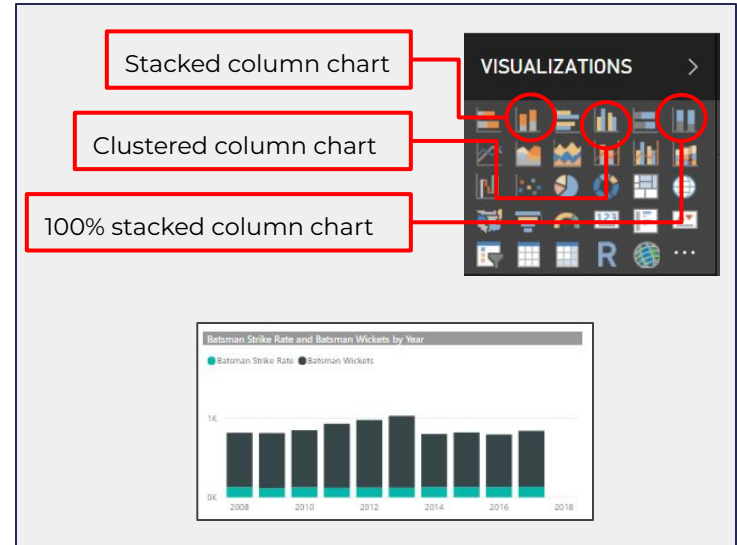 Stacked column chart
VISUALIZATIONS >
Clustered column chart
100% stacked column chart
123
R
...
Batsman Strike Rate and Batsman Wickets by Year
Batsman Strike Rate Batsman Wickets
1K
0K
2008 2010 2012 2014 2016 2018